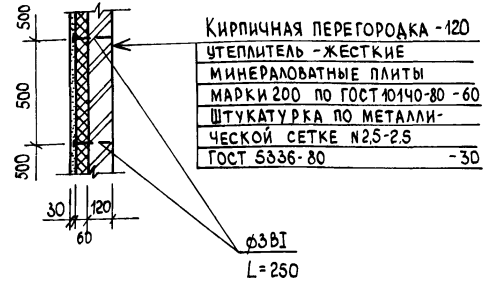 500
500
500
30
120
60
КИРПИЧНАЯ ПЕРЕГОРОДКА -120
УТЕПЛИТЕЛЬ -ЖЕСТКИЕ
МИНЕРАЛОВАТНЫЕ ПЛИТЫ
МАРКИ 200 ПО ГОСТ 10140-80 -60
ШТУКАТУРКА ПО МЕТАЛЛИ-
ЧЕСКОЙ СЕТКЕ N2,5-2.5
ГОСТ 5336-80 -30
Ø3ВI
L=250